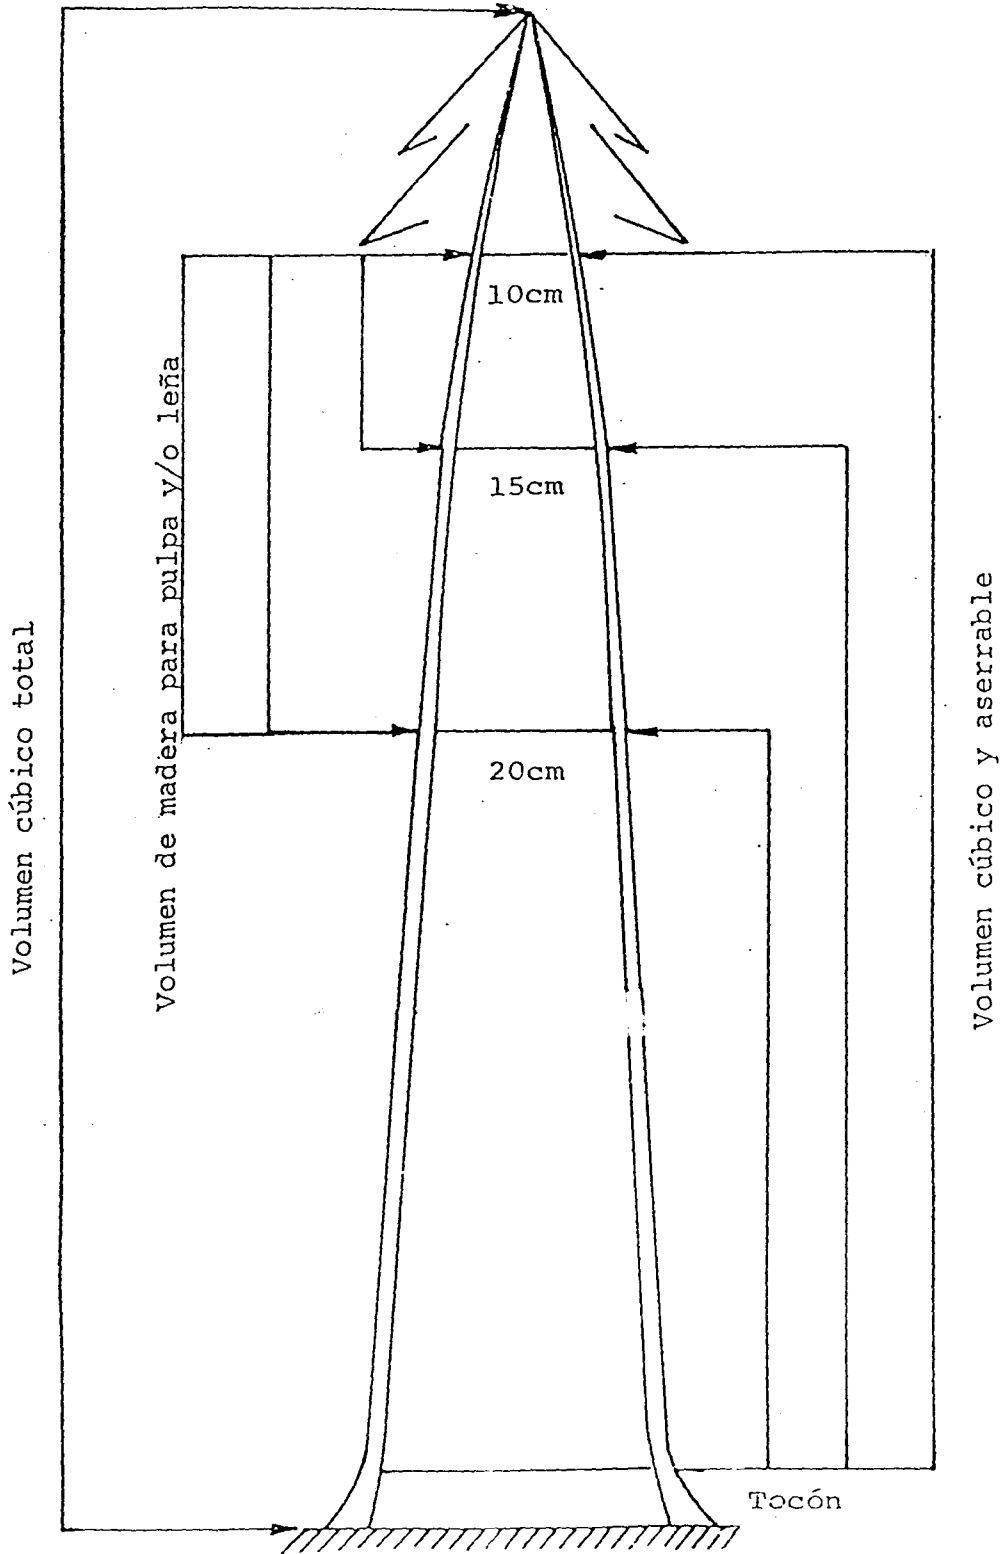 Volumen cúbico total
Volumen de madera para pulpa y/o leña
10cm
15cm
20cm
Volumen cúbico y aserrable
Tocón